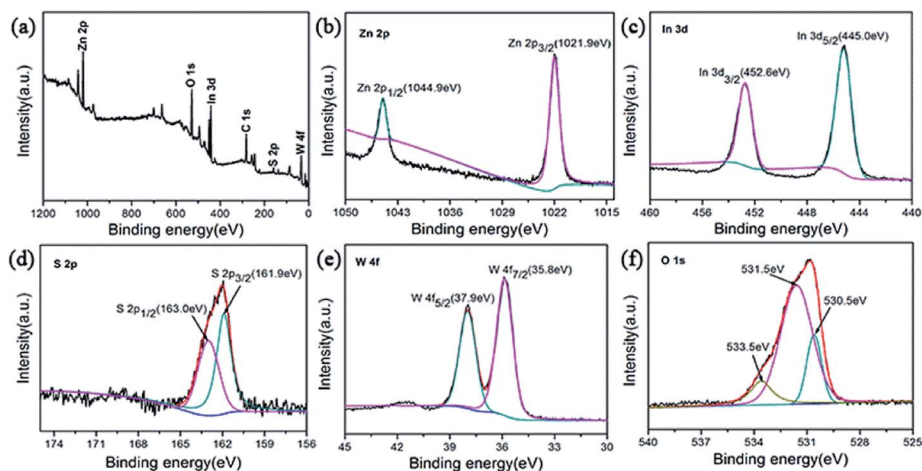 (a)
Zn 2p
O 1s
In 3d
C 1s
S 2p
W 4f
Intensity(a.u.)
1200 1000 800 600 400 200 0
Binding energy(eV)
(b)
Zn 2p
Zn 2p3/2(1021.9eV)
Zn 2p1/2(1044.9eV)
Intensity(a.u.)
1050 1043 1036 1029 1022 1015
Binding energy(eV)
(c)
In 3d
In 3d5/2(445.0eV)
In 3d3/2(452.6eV)
Intensity(a.u.)
460 456 452 448 444 440
Binding energy(eV)
(d)
S 2p
S 2p3/2(161.9eV)
S 2p1/2(163.0eV)
Intensity(a.u.)
174 171 168 165 162 159 156
Binding energy(eV)
(e)
W 4f
W 4f7/2(35.8eV)
W 4f5/2(37.9eV)
Intensity(a.u.)
45 42 39 36 33 30
Binding energy(eV)
(f)
O 1s
531.5eV
530.5eV
533.5eV
Intensity(a.u.)
540 537 534 531 528 525
Binding energy(eV)